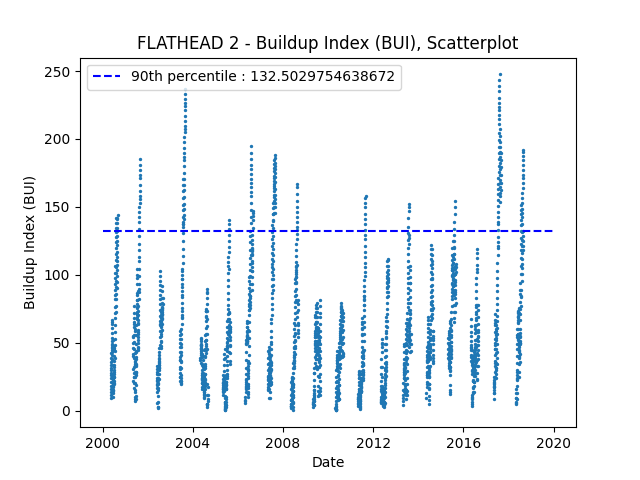 FLATHEAD 2 - Buildup Index (BUI), Scatterplot
90th percentile : 132.5029754638672
Buildup Index (BUI)
250
200
150
100
50
0
2000 2004 2008 2012 2016 2020
Date